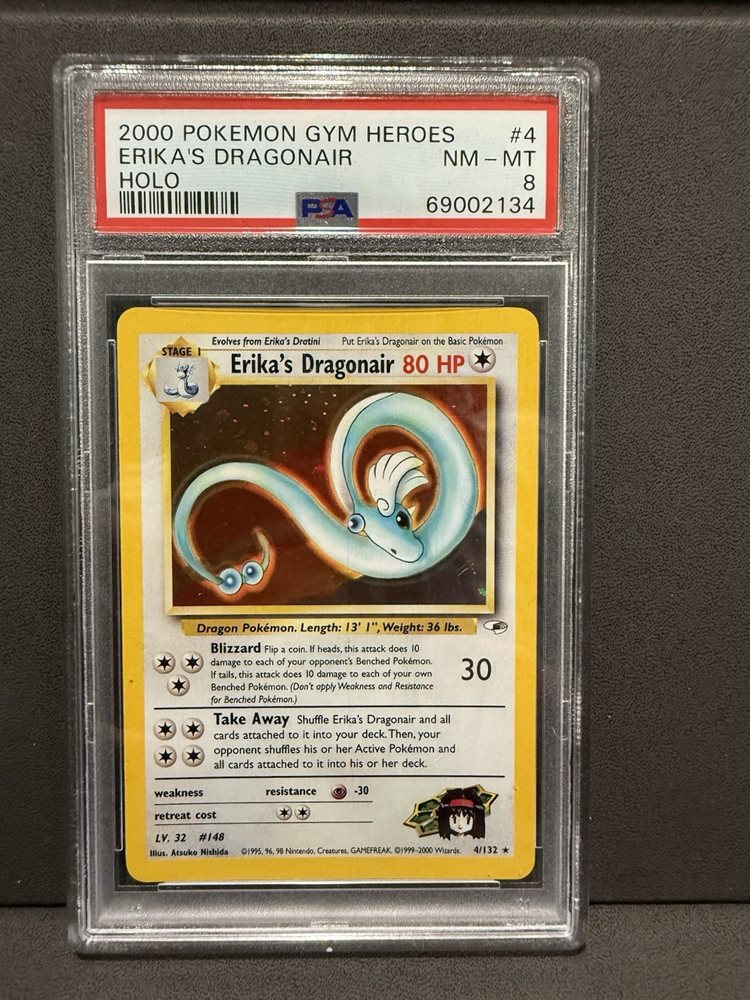 2000 POKEMON GYM HEROES #4
ERIKA'S DRAGONAIR NM - MT
HOLO 8
PSA 69002134
Evolves from Erika's Dratini Put Erika's Dragonair on the Basic Pokémon
STAGE 1
Erika's Dragonair 80 HP
Dragon Pokémon. Length: 13' 1", Weight: 36 lbs.
Blizzard Flip a coin. If heads, this attack does 10
damage to each of your opponent's Benched Pokémon.
If tails, this attack does 10 damage to each of your own
Benched Pokémon. (Don't apply Weakness and Resistance
for Benched Pokémon.)
30
Take Away Shuffle Erika's Dragonair and all
cards attached to it into your deck. Then, your
opponent shuffles his or her Active Pokémon and
all cards attached to it into his or her deck.
weakness resistance -30
retreat cost
LV. 32 #148
Illus. Atsuko Nishida ©1995, 96, 98 Nintendo, Creatures, GAMEFREAK. ©1999-2000 Wizards. 4/132 ★